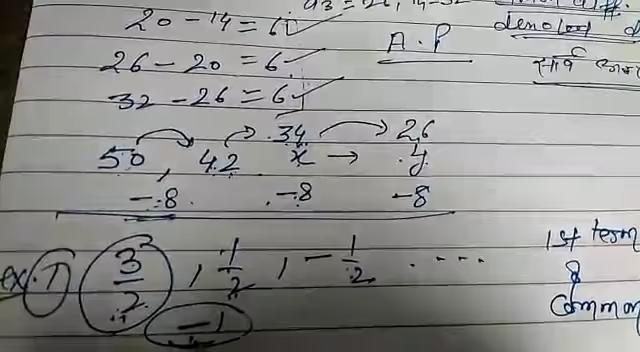 20 - 14 = 6
26 - 20 = 6
A.P
32 - 26 = 6
34 26
50, 42 x → y
-8 -8 -8
ex.1 3/2, 1/2, -1/2 ....
-1
1st term
&
Common